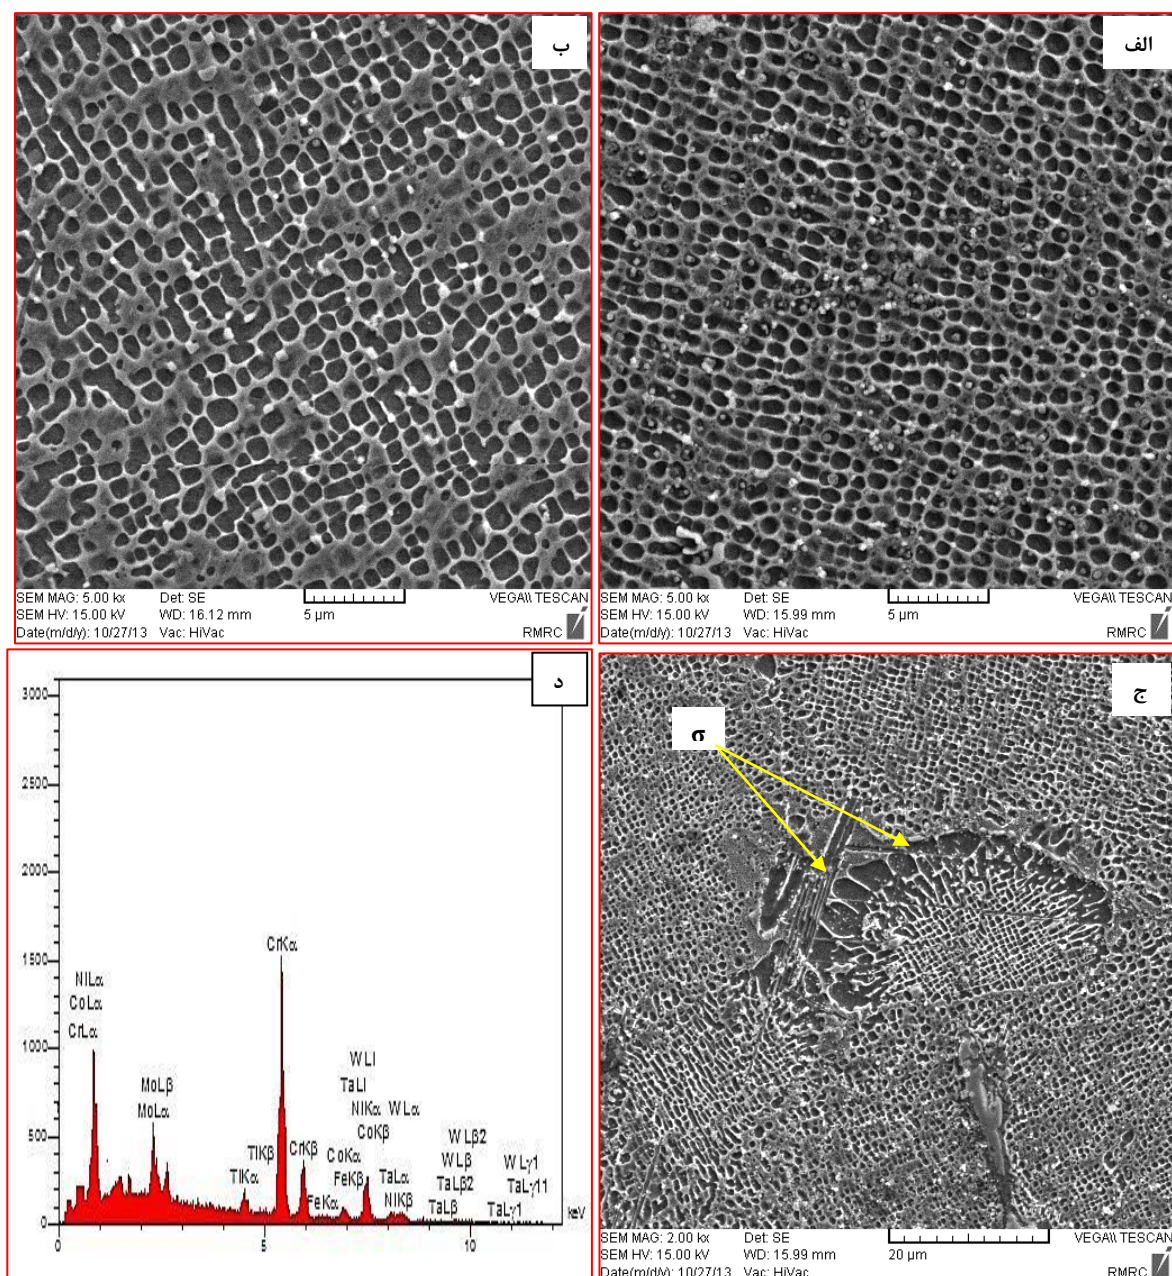 الف
SEM MAG: 5.00 kx Det: SE VEGA\\ TESCAN
SEM HV: 15.00 kV WD: 15.99 mm 5 µm
Date(m/d/y): 10/27/13 Vac: HiVac RMRC
ب
SEM MAG: 5.00 kx Det: SE VEGA\\ TESCAN
SEM HV: 15.00 kV WD: 16.12 mm 5 µm
Date(m/d/y): 10/27/13 Vac: HiVac RMRC
ج
σ
SEM MAG: 2.00 kx Det: SE VEGA\\ TESCAN
SEM HV: 15.00 kV WD: 15.99 mm 20 µm
Date(m/d/y): 10/27/13 Vac: HiVac RMRC
د
3000
2500
2000
1500
1000
500
0
0 5 10 keV
NiLα
CoLα
CrLα
MoLβ
MoLα
TiKα
TiKβ
CrKα
CrKβ
FeKα
CoKα
FeKβ
WLl
TaLl
NiKα
CoKβ
WLα
TaLα
NiKβ
WLβ2
WLβ
TaLβ2
TaLβ
WLγ1
TaLγ11
TaLγ1